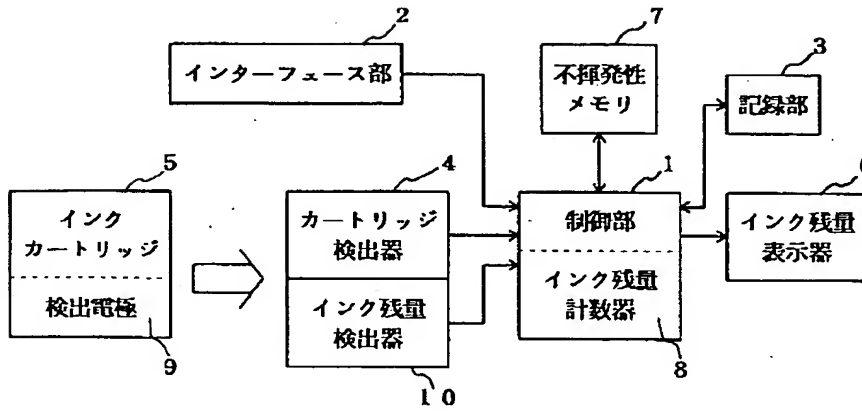 2
インターフェース部
7
不揮発性
メモリ
3
記録部
5
インク
カートリッジ
検出電極
9
4
カートリッジ
検出器
インク残量
検出器
10
1
制御部
インク残量
計数器
8
インク残量
表示器